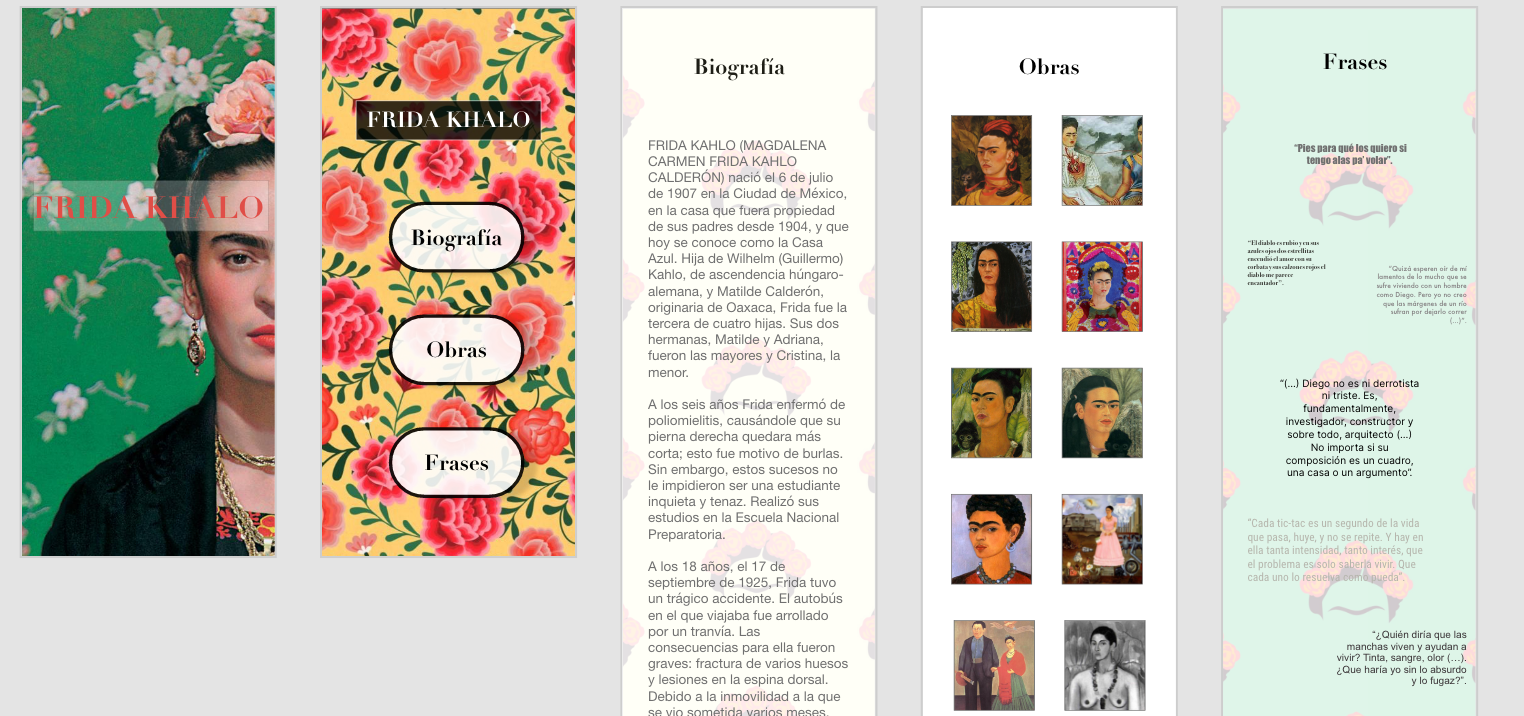 FRIDA KHALO
FRIDA KHALO
Biografía
Obras
Frases
Biografía
FRIDA KAHLO (MAGDALENA
CARMEN FRIDA KAHLO
CALDERÓN) nació el 6 de julio
de 1907 en la Ciudad de México,
en la casa que fuera propiedad
de sus padres desde 1904, y que
hoy se conoce como la Casa
Azul. Hija de Wilhelm (Guillermo)
Kahlo, de ascendencia húngaro-
alemana, y Matilde Calderón,
originaria de Oaxaca, Frida fue la
tercera de cuatro hijas. Sus dos
hermanas, Matilde y Adriana,
fueron las mayores y Cristina, la
menor.
A los seis años Frida enfermó de
poliomielitis, causándole que su
pierna derecha quedara más
corta; esto fue motivo de burlas.
Sin embargo, estos sucesos no
le impidieron ser una estudiante
inquieta y tenaz. Realizó sus
estudios en la Escuela Nacional
Preparatoria.
A los 18 años, el 17 de
septiembre de 1925, Frida tuvo
un trágico accidente. El autobús
en el que viajaba fue arrollado
por un tranvía. Las
consecuencias para ella fueron
graves: fractura de varios huesos
y lesiones en la espina dorsal.
Debido a la inmovilidad a la que
se vio sometida varios meses,
Obras
Frases
“Pies para qué los quiero si
tengo alas pa’ volar”.
“El diablo es rubio y en sus
azules ojos dos estrellitas
encendió el amor con su
corbata y sus calzones rojos el
diablo me parece
encantador”.
“Quizá esperen oír de mí
lamentos de lo mucho que se
sufre viviendo con un hombre
como Diego. Pero yo no creo
que las márgenes de un río
sufran por dejarlo correr
(...)”.
“(...) Diego no es ni derrotista
ni triste. Es,
fundamentalmente,
investigador, constructor y
sobre todo, arquitecto (...)
No importa si su
composición es un cuadro,
una casa o un argumento”.
“Cada tic-tac es un segundo de la vida
que pasa, huye, y no se repite. Y hay en
ella tanta intensidad, tanto interés, que
el problema es solo saberla vivir. Que
cada uno lo resuelva como pueda”.
“¿Quién diría que las
manchas viven y ayudan a
vivir? Tinta, sangre, olor (…).
¿Que haría yo sin lo absurdo
y lo fugaz?”.